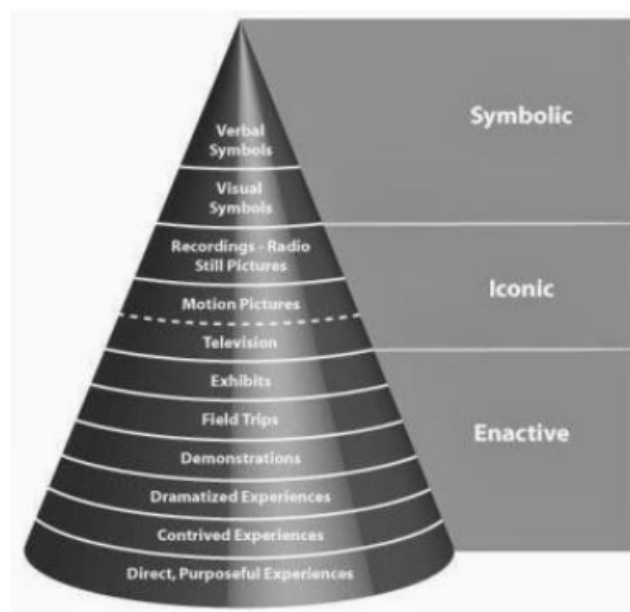 Verbal
Symbols
Visual
Symbols
Recordings - Radio
Still Pictures
Motion Pictures
Television
Exhibits
Field Trips
Demonstrations
Dramatized Experiences
Contrived Experiences
Direct, Purposeful Experiences
Symbolic
Iconic
Enactive